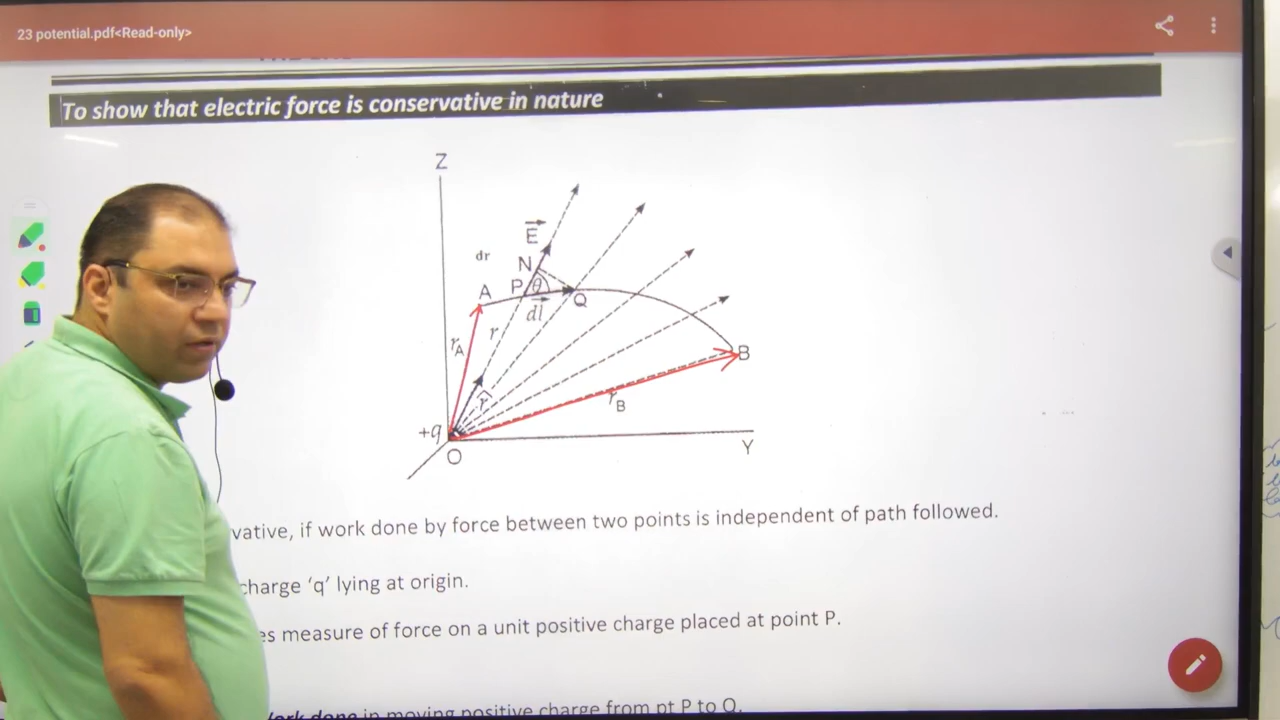 23 potential.pdf<Read-only>
To show that electric force is conservative in nature
Z
E
dr
N
P
θ
A
Q
dl
r
rA
B
r̂
rB
+q
O
Y
vative, if work done by force between two points is independent of path followed.
charge ‘q’ lying at origin.
es measure of force on a unit positive charge placed at point P.
ork done in moving positive charge from pt P to Q.